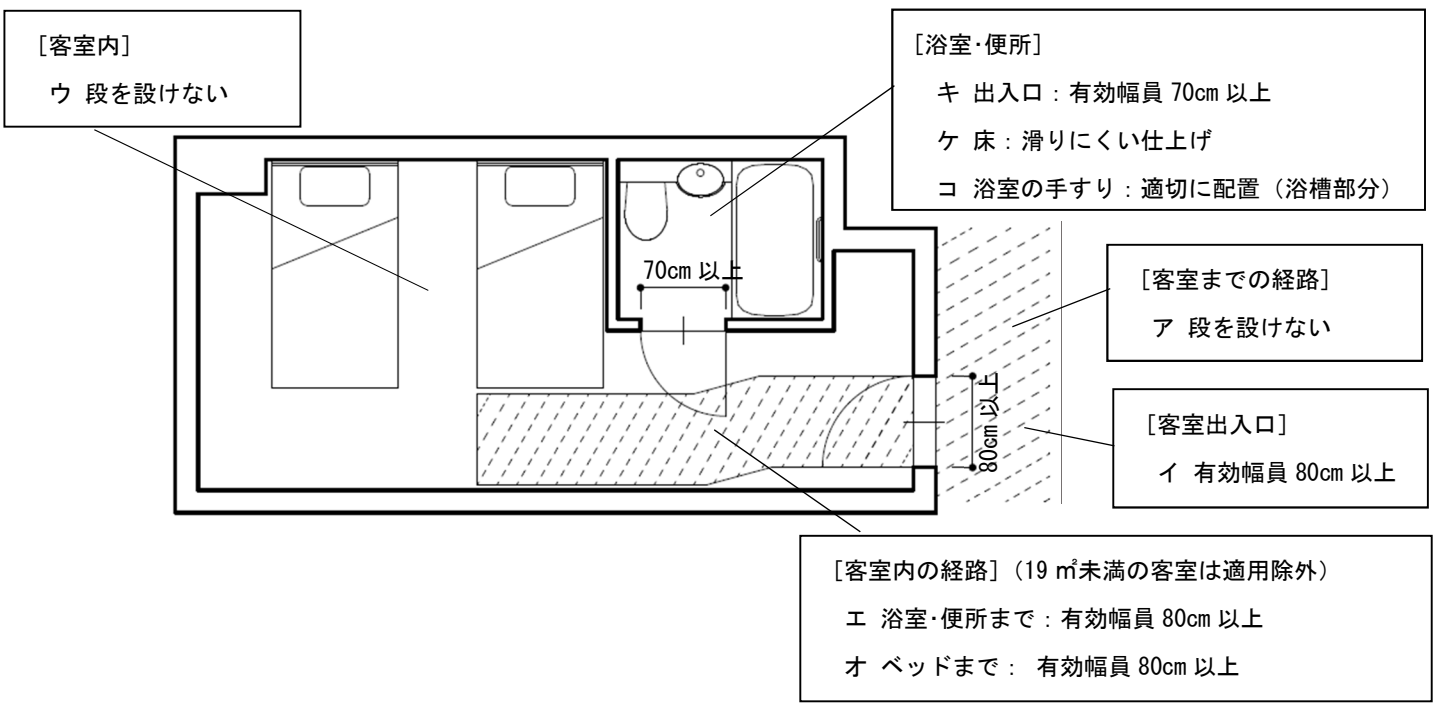 [客室内]
ウ 段を設けない
[浴室･便所]
キ 出入口：有効幅員 70cm 以上
ケ 床：滑りにくい仕上げ
コ 浴室の手すり：適切に配置（浴槽部分）
70cm 以上
[客室までの経路]
ア 段を設けない
80cm 以上
[客室出入口]
イ 有効幅員 80cm 以上
[客室内の経路]（19 ㎡未満の客室は適用除外）
エ 浴室･便所まで：有効幅員 80cm 以上
オ ベッドまで： 有効幅員 80cm 以上